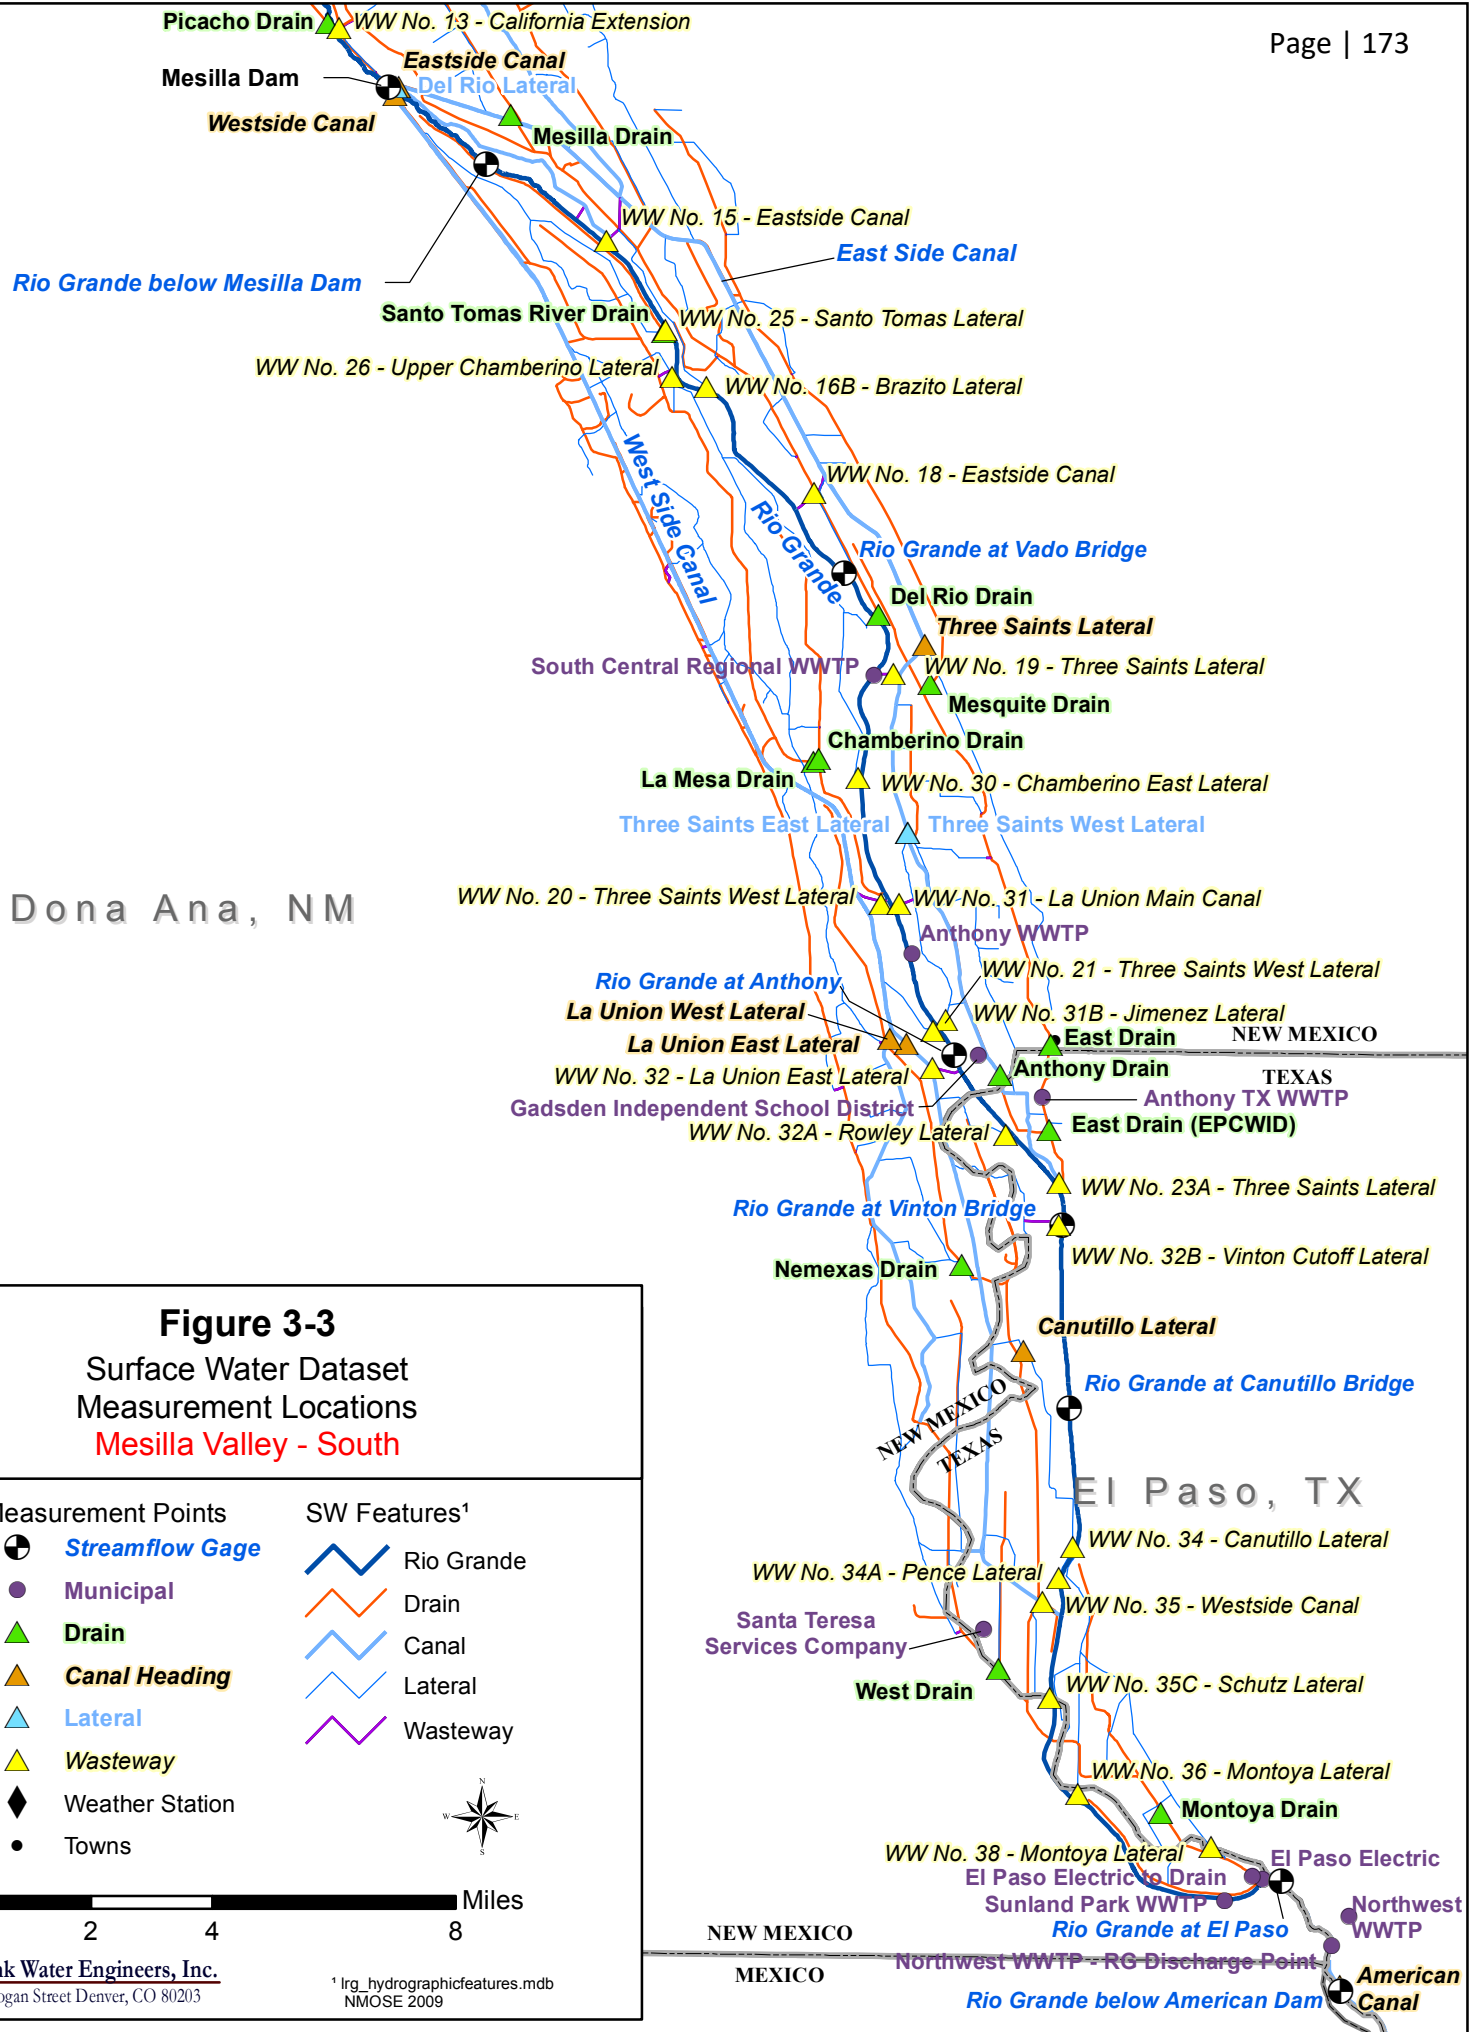 Page | 173
Picacho Drain
WW No. 13 - California Extension
Eastside Canal
Mesilla Dam
Del Rio Lateral
Westside Canal
Mesilla Drain
WW No. 15 - Eastside Canal
East Side Canal
Rio Grande below Mesilla Dam
Santo Tomas River Drain
WW No. 25 - Santo Tomas Lateral
WW No. 26 - Upper Chamberino Lateral
WW No. 16B - Brazito Lateral
West Side Canal
WW No. 18 - Eastside Canal
Rio Grande
Rio Grande at Vado Bridge
Del Rio Drain
Three Saints Lateral
South Central Regional WWTP
WW No. 19 - Three Saints Lateral
Mesquite Drain
Chamberino Drain
La Mesa Drain
WW No. 30 - Chamberino East Lateral
Three Saints East Lateral
Three Saints West Lateral
Dona Ana, NM
WW No. 20 - Three Saints West Lateral
WW No. 31 - La Union Main Canal
Anthony WWTP
Rio Grande at Anthony
WW No. 21 - Three Saints West Lateral
La Union West Lateral
WW No. 31B - Jimenez Lateral
La Union East Lateral
East Drain
NEW MEXICO
WW No. 32 - La Union East Lateral
Anthony Drain
TEXAS
Gadsden Independent School District
Anthony TX WWTP
WW No. 32A - Rowley Lateral
East Drain (EPCWID)
WW No. 23A - Three Saints Lateral
Rio Grande at Vinton Bridge
WW No. 32B - Vinton Cutoff Lateral
Nemexas Drain
Canutillo Lateral
Rio Grande at Canutillo Bridge
NEW MEXICO
TEXAS
El Paso, TX
WW No. 34 - Canutillo Lateral
WW No. 34A - Pence Lateral
WW No. 35 - Westside Canal
Santa Teresa
Services Company
West Drain
WW No. 35C - Schutz Lateral
WW No. 36 - Montoya Lateral
Montoya Drain
WW No. 38 - Montoya Lateral
El Paso Electric
El Paso Electric to Drain
Sunland Park WWTP
Northwest
WWTP
Rio Grande at El Paso
NEW MEXICO
MEXICO
Northwest WWTP - RG Discharge Point
American
Canal
Rio Grande below American Dam
Figure 3-3
Surface Water Dataset
Measurement Locations
Mesilla Valley - South
Measurement Points
Streamflow Gage
Municipal
Drain
Canal Heading
Lateral
Wasteway
Weather Station
Towns
SW Features¹
Rio Grande
Drain
Canal
Lateral
Wasteway
N
W E
S
Miles
2 4 8
Water Engineers, Inc.
Street Denver, CO 80203
¹ lrg_hydrographicfeatures.mdb
NMOSE 2009